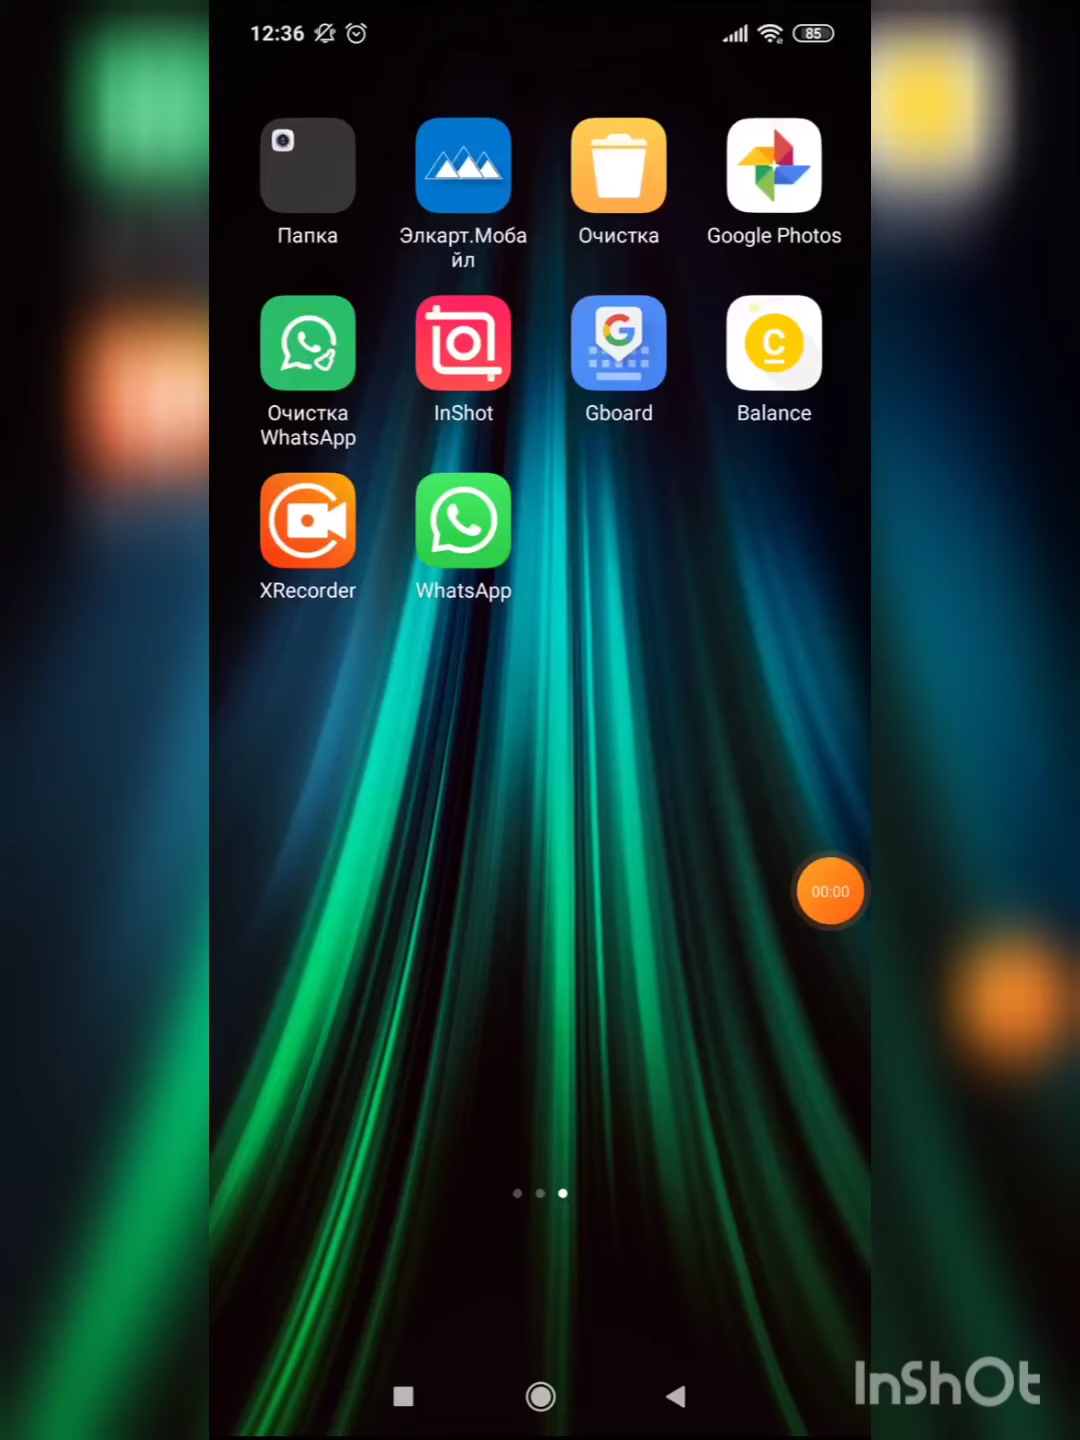 12:36
85
Папка
Элкарт.Моба
йл
Очистка
Google Photos
Очистка
WhatsApp
InShot
Gboard
Balance
XRecorder
WhatsApp
00:00
InShOt